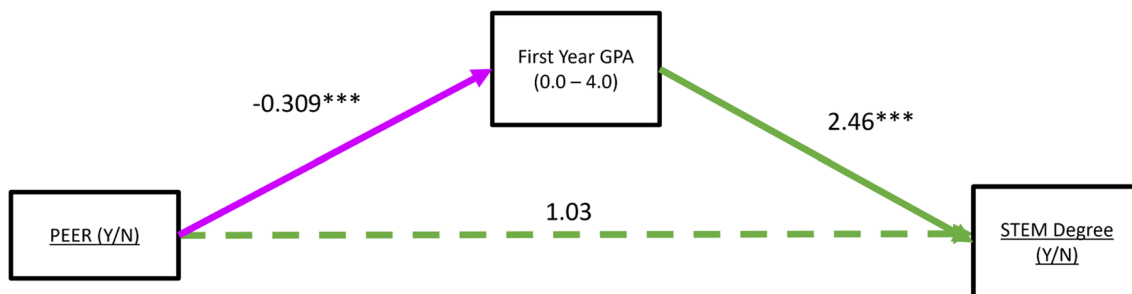 First Year GPA
(0.0 – 4.0)
-0.309***
2.46***
PEER (Y/N)
1.03
STEM Degree
(Y/N)